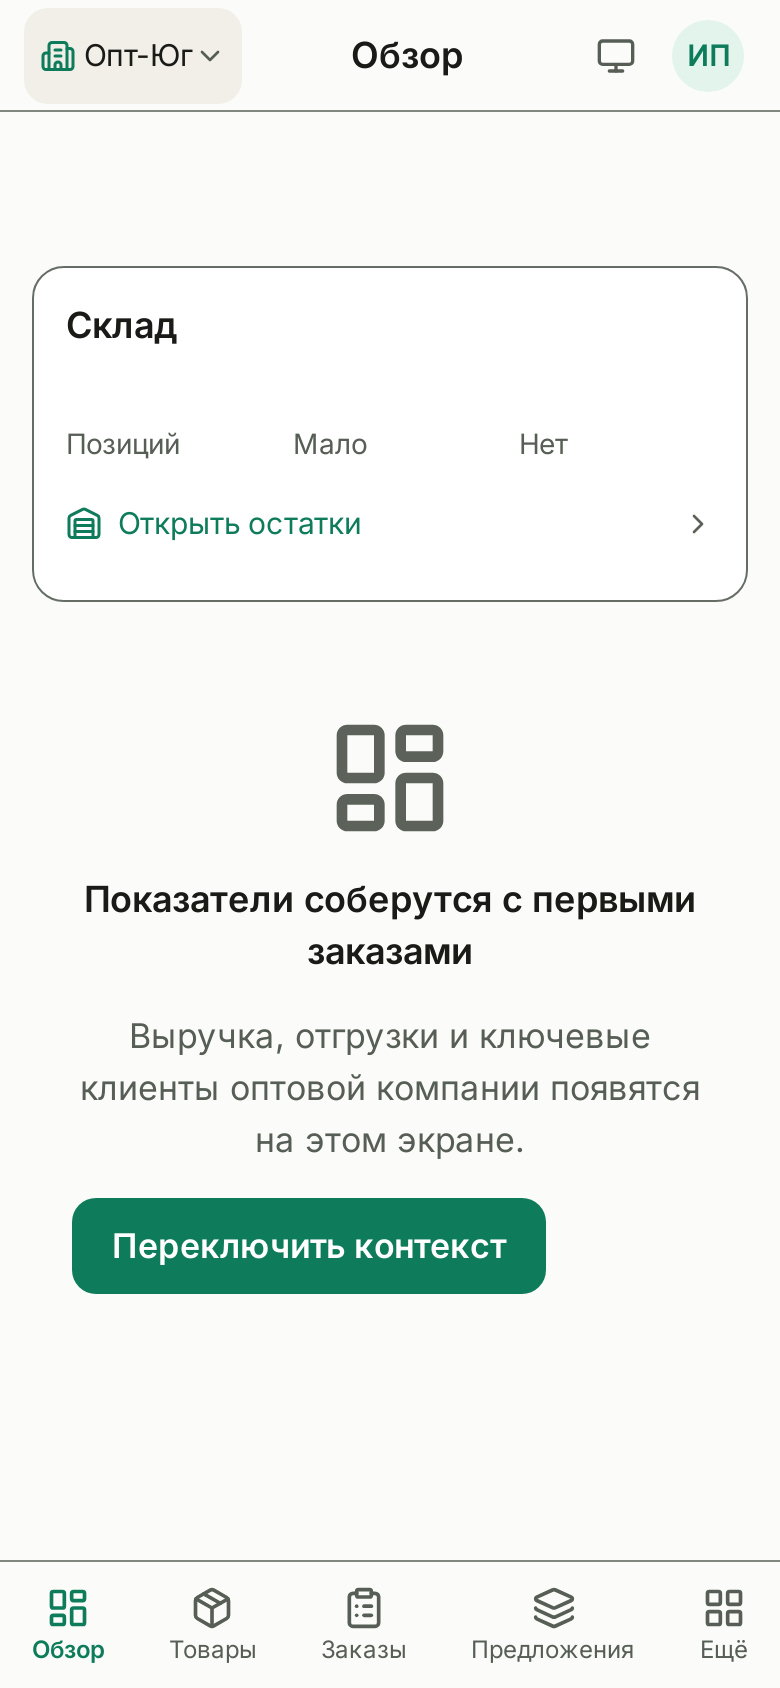 Опт-Юг
Обзор
ИП
Склад
Позиций
Мало
Нет
Открыть остатки
Показатели соберутся с первыми
заказами
Выручка, отгрузки и ключевые
клиенты оптовой компании появятся
на этом экране.
Переключить контекст
Обзор
Товары
Заказы
Предложения
Ещё